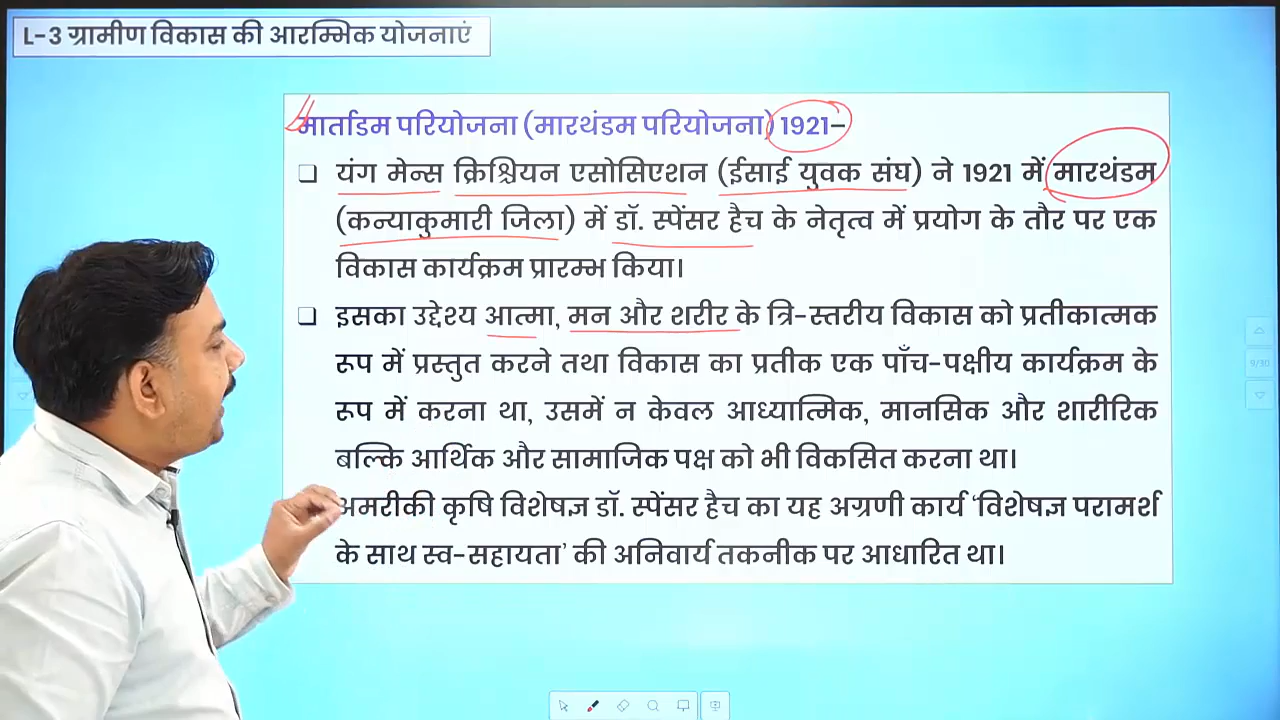 L-3 ग्रामीण विकास की आरम्भिक योजनाएं
मार्ताडम परियोजना (मारथंडम परियोजना) 1921-
❑ यंग मेन्स क्रिश्चियन एसोसिएशन (ईसाई युवक संघ) ने 1921 में मारथंडम
(कन्याकुमारी जिला) में डॉ. स्पेंसर हैच के नेतृत्व में प्रयोग के तौर पर एक
विकास कार्यक्रम प्रारम्भ किया।
❑ इसका उद्देश्य आत्मा, मन और शरीर के त्रि-स्तरीय विकास को प्रतीकात्मक
रूप में प्रस्तुत करने तथा विकास का प्रतीक एक पाँच-पक्षीय कार्यक्रम के
रूप में करना था, उसमें न केवल आध्यात्मिक, मानसिक और शारीरिक
बल्कि आर्थिक और सामाजिक पक्ष को भी विकसित करना था।
अमरीकी कृषि विशेषज्ञ डॉ. स्पेंसर हैच का यह अग्रणी कार्य ‘विशेषज्ञ परामर्श
के साथ स्व-सहायता’ की अनिवार्य तकनीक पर आधारित था।
9/30